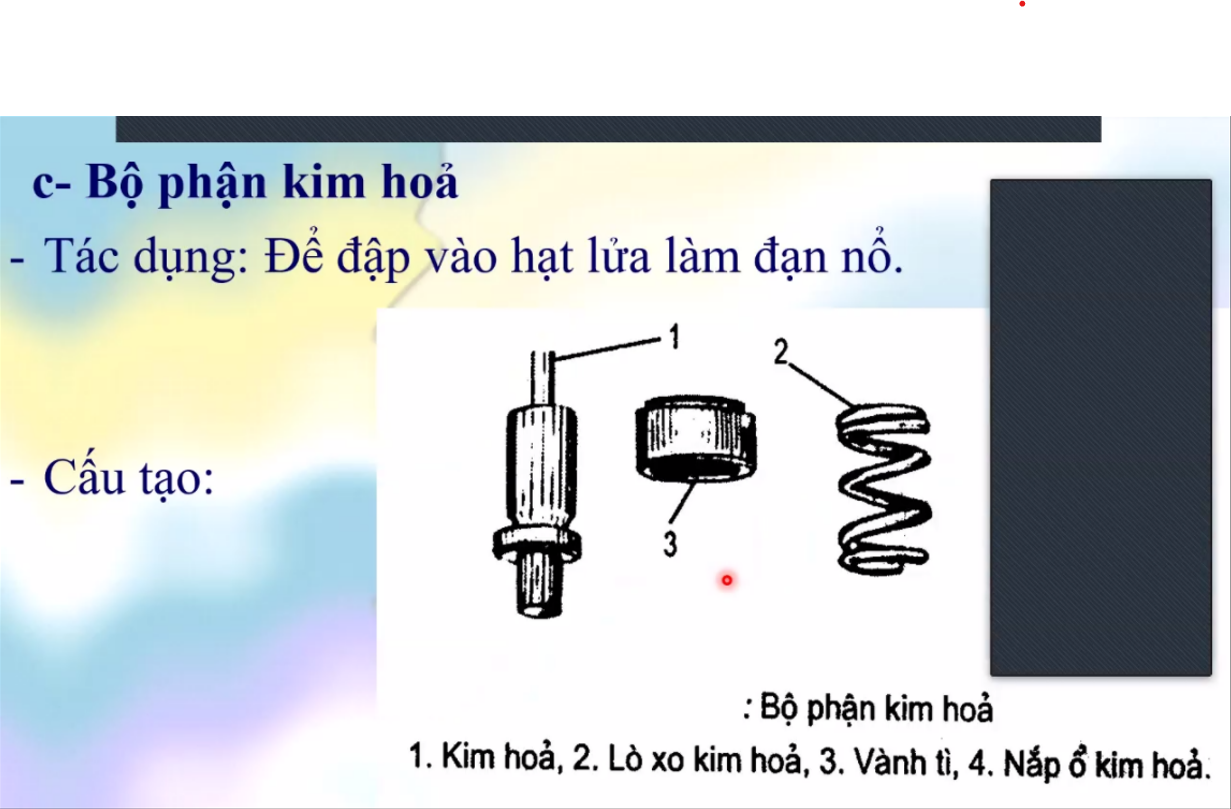 c- Bộ phận kim hoả
- Tác dụng: Để đập vào hạt lửa làm đạn nổ.
1
2
- Cấu tạo:
3
: Bộ phận kim hoả
1. Kim hoả, 2. Lò xo kim hoả, 3. Vành tì, 4. Nắp ổ kim hoả.